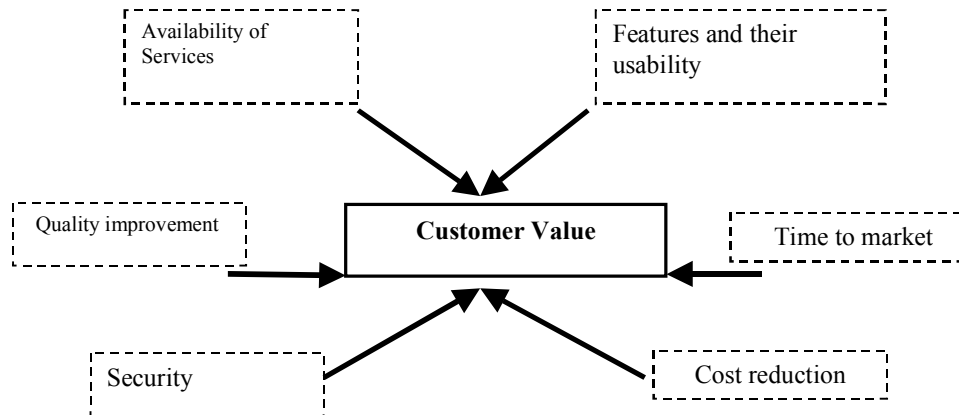 Availability of
Services
Features and their
usability
Quality improvement
Customer Value
Time to market
Security
Cost reduction